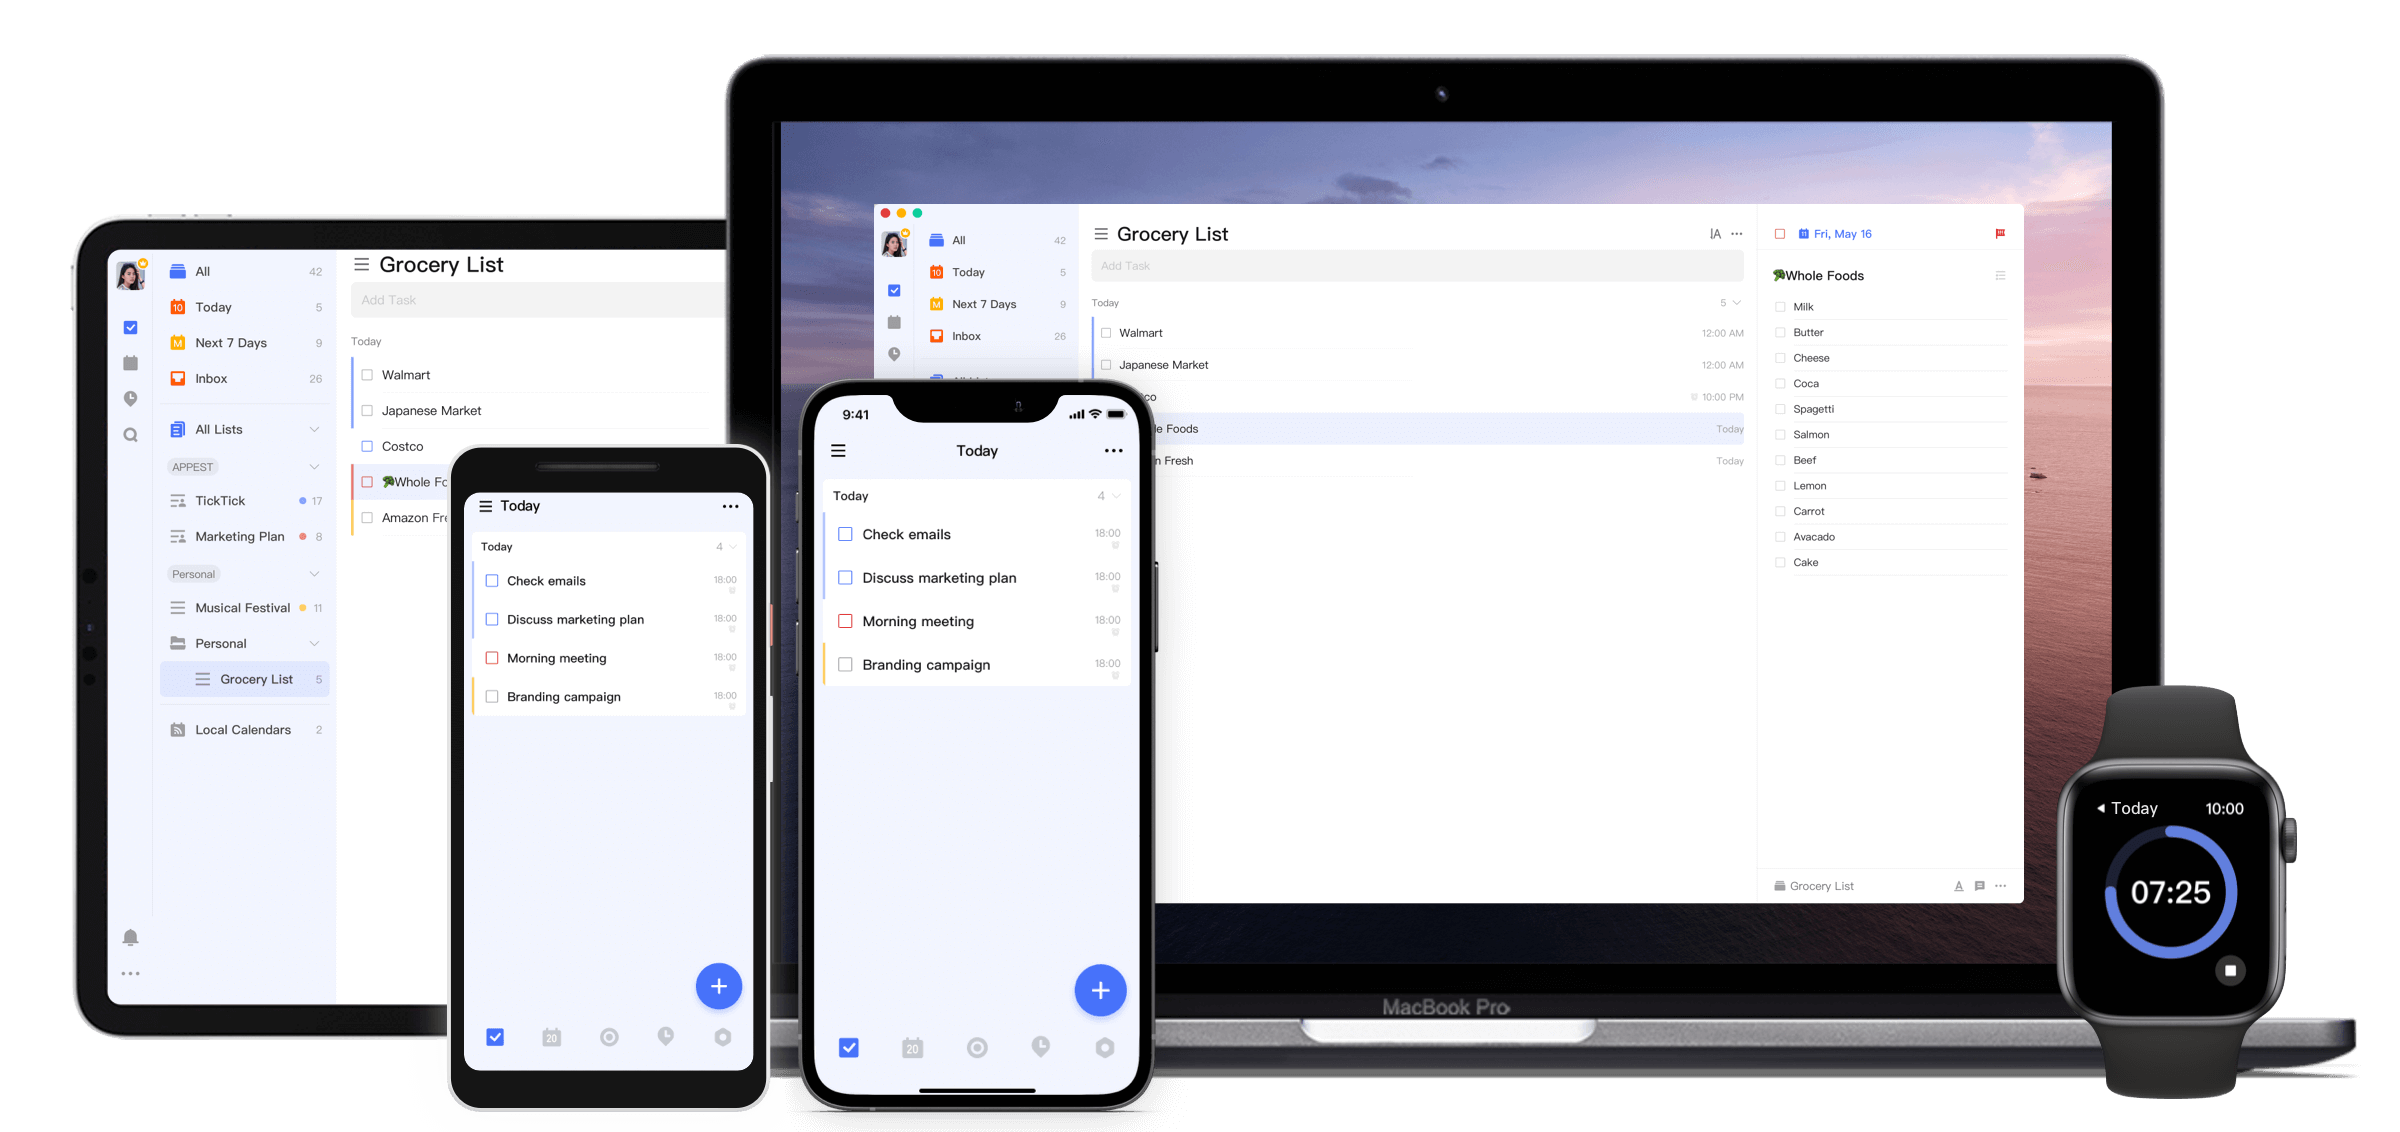 All 42
Today 5
Next 7 Days 9
Inbox 26
All Lists
APPEST
TickTick 17
Marketing Plan 8
Personal
Musical Festival 11
Personal
Grocery List 5
Local Calendars 2
Grocery List
Add Task
Today
Walmart
Japanese Market
Costco
Whole Fo
Amazon Fre
Today
Today 4
Check emails 18:00
Discuss marketing plan 18:00
Morning meeting 18:00
Branding campaign 18:00
20
9:41
Today
Today 4
Check emails 18:00
Discuss marketing plan 18:00
Morning meeting 18:00
Branding campaign 18:00
20
All 42
Today 5
Next 7 Days 9
Inbox 26
Grocery List
Add Task
Today 5
Walmart 12:00 AM
Japanese Market 12:00 AM
co 10:00 PM
le Foods Today
n Fresh Today
Fri, May 16
Whole Foods
Milk
Butter
Cheese
Coca
Spagetti
Salmon
Beef
Lemon
Carrot
Avacado
Cake
Grocery List
MacBook Pro
Today 10:00
07:25